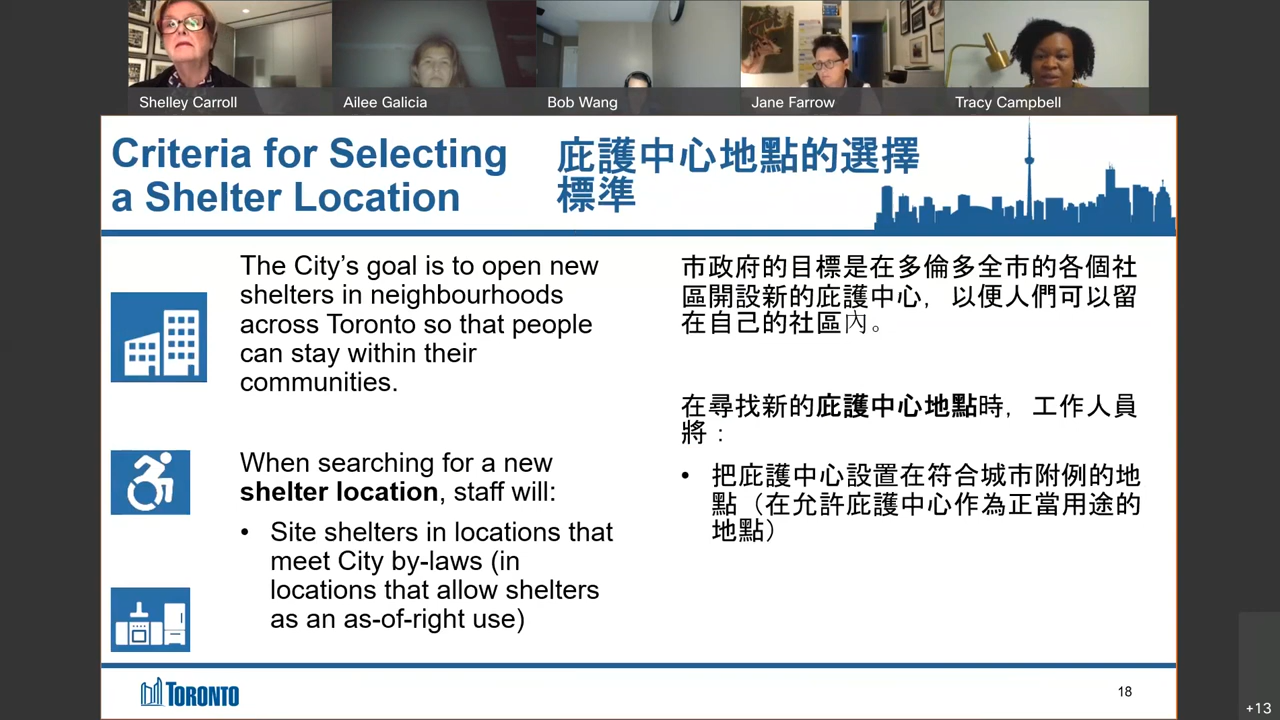 Shelley Carroll
Ailee Galicia
Bob Wang
Jane Farrow
Tracy Campbell
Criteria for Selecting
a Shelter Location
庇護中心地點的選擇
標準
The City’s goal is to open new
shelters in neighbourhoods
across Toronto so that people
can stay within their
communities.
When searching for a new
shelter location, staff will:
• Site shelters in locations that
meet City by-laws (in
locations that allow shelters
as an as-of-right use)
市政府的目標是在多倫多全市的各個社
區開設新的庇護中心，以便人們可以留
在自己的社區內。
在尋找新的庇護中心地點時，工作人員
將：
• 把庇護中心設置在符合城市附例的地
點（在允許庇護中心作為正當用途的
地點）
TORONTO
18
+13